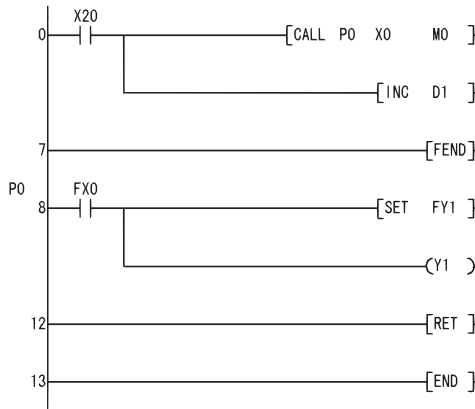 X20
0 [CALL P0 X0 M0 ]
[INC D1 ]
7 [FEND]
P0 FX0
8 [SET FY1 ]
(Y1 )
12 [RET ]
13 [END ]